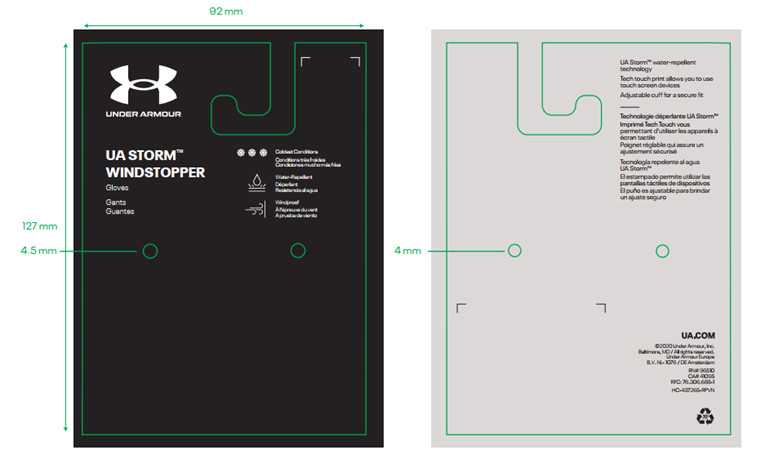 92 mm
UNDER ARMOUR
UA STORM™
WINDSTOPPER
Gloves
Gants
Guantes
Coldest Conditions
Conditions très froides
Condiciones mucho más frías
Water-Repellent
Déperlant
Resistencia al agua
Windproof
À l'épreuve du vent
A prueba de viento
127 mm
4.5 mm
4 mm
UA Storm™ water-repellent
technology
Tech touch print allows you to use
touch screen devices
Adjustable cuff for a secure fit
Technologie déperlante UA Storm™
Imprimé Tech Touch vous
permettant d'utiliser les appareils à
écran tactile
Poignet réglable qui assure un
ajustement sécurisé
Tecnología repelente al agua
UA Storm™
El estampado permite utilizar las
pantallas táctiles de dispositivos
El puño es ajustable para brindar
un ajuste seguro
UA.COM
©2020 Under Armour, Inc.
Baltimore, MD / All rights reserved.
Under Armour Europe
B.V. NL-1076 / DE Amsterdam
RN# 96510
CA# 41095
RFC: 76.306.665-1
HG-437265-RPVN